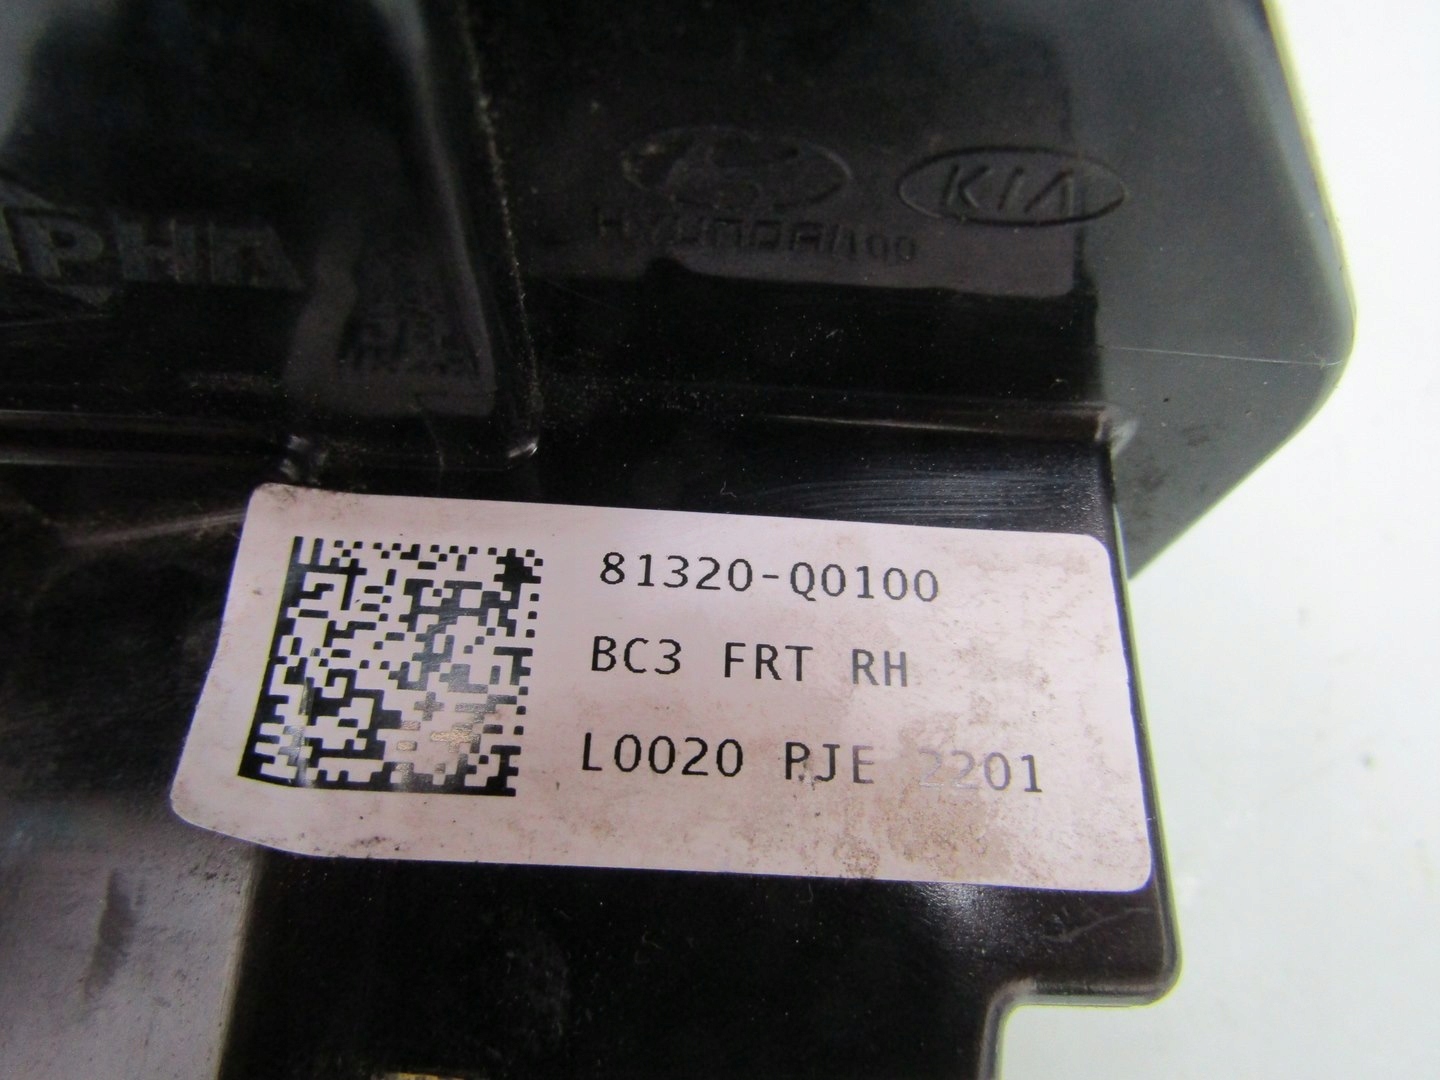 HYUNDAI
KIA
81320-Q0100
BC3 FRT RH
L0020 PJE 2201